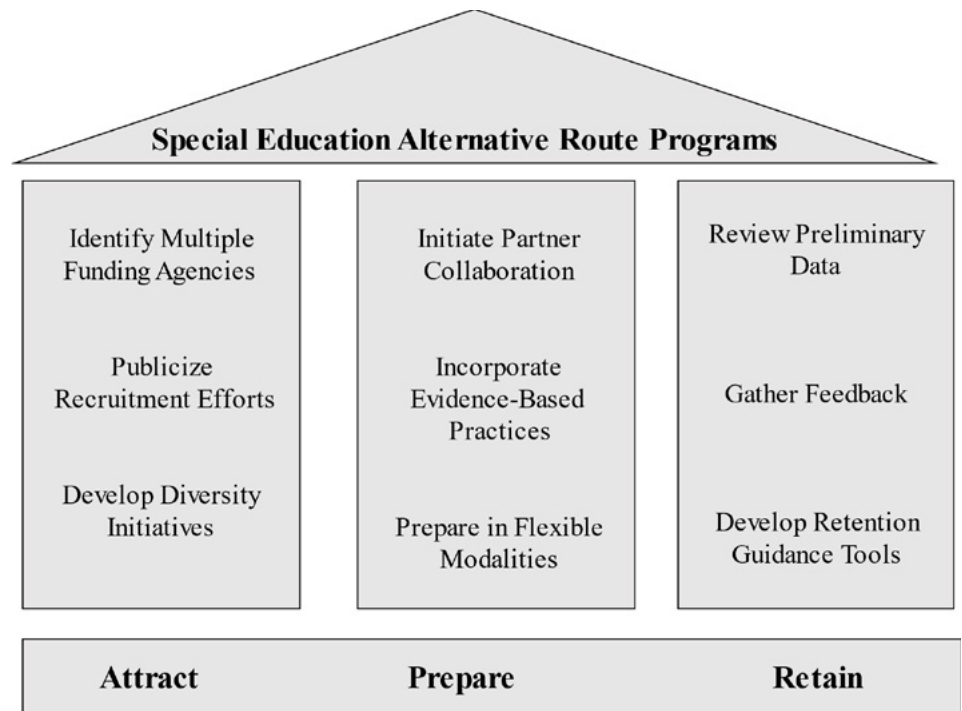 Special Education Alternative Route Programs
Identify Multiple
Funding Agencies
Publicize
Recruitment Efforts
Develop Diversity
Initiatives
Initiate Partner
Collaboration
Incorporate
Evidence-Based
Practices
Prepare in Flexible
Modalities
Review Preliminary
Data
Gather Feedback
Develop Retention
Guidance Tools
Attract
Prepare
Retain